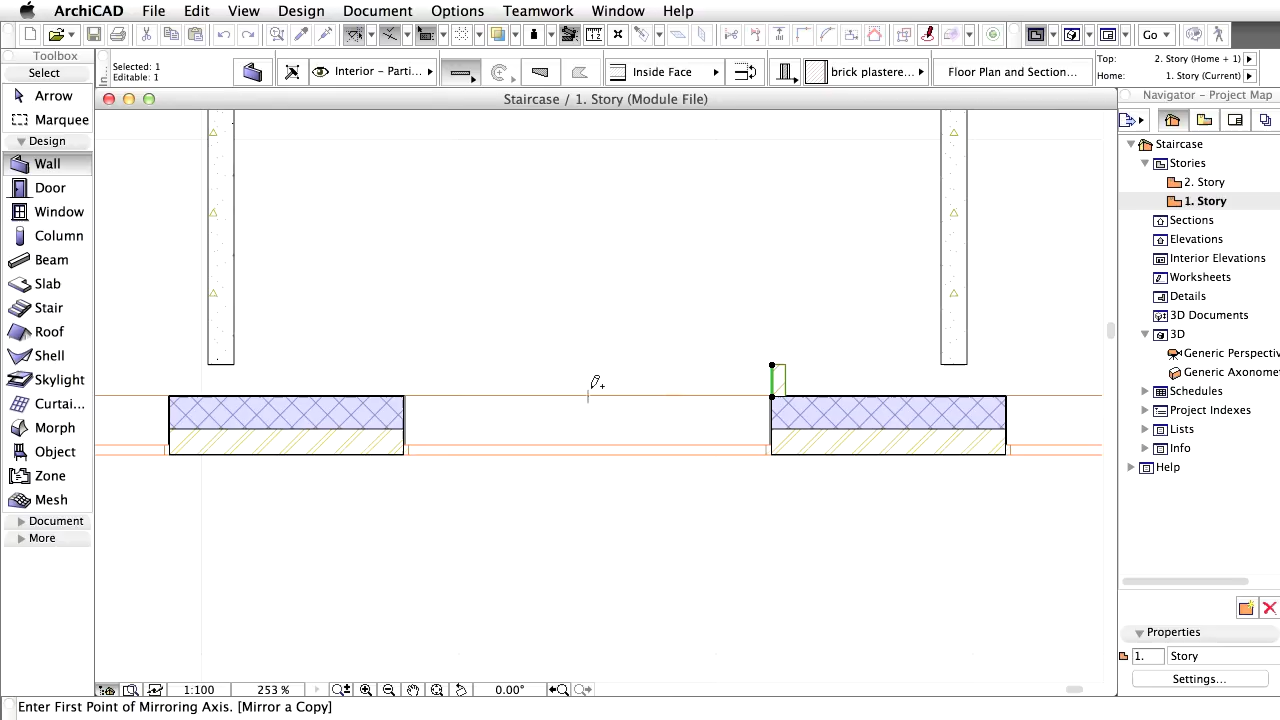 ArchiCAD File Edit View Design Document Options Teamwork Window Help
Go
Toolbox
Select
Arrow
Marquee
Design
Wall
Door
Window
Column
Beam
Slab
Stair
Roof
Shell
Skylight
Curtai...
Morph
Object
Zone
Mesh
Document
More
Selected: 1
Editable: 1
Interior - Parti...
Inside Face
brick plastere...
Floor Plan and Section...
Top: 2. Story (Home + 1)
Home: 1. Story (Current)
Staircase / 1. Story (Module File)
Navigator - Project Map
Staircase
Stories
2. Story
1. Story
Sections
Elevations
Interior Elevations
Worksheets
Details
3D Documents
3D
Generic Perspectiv
Generic Axonome
Schedules
Project Indexes
Lists
Info
Help
Properties
1. Story
Settings...
1:100 253 % 0.00°
Enter First Point of Mirroring Axis. [Mirror a Copy]